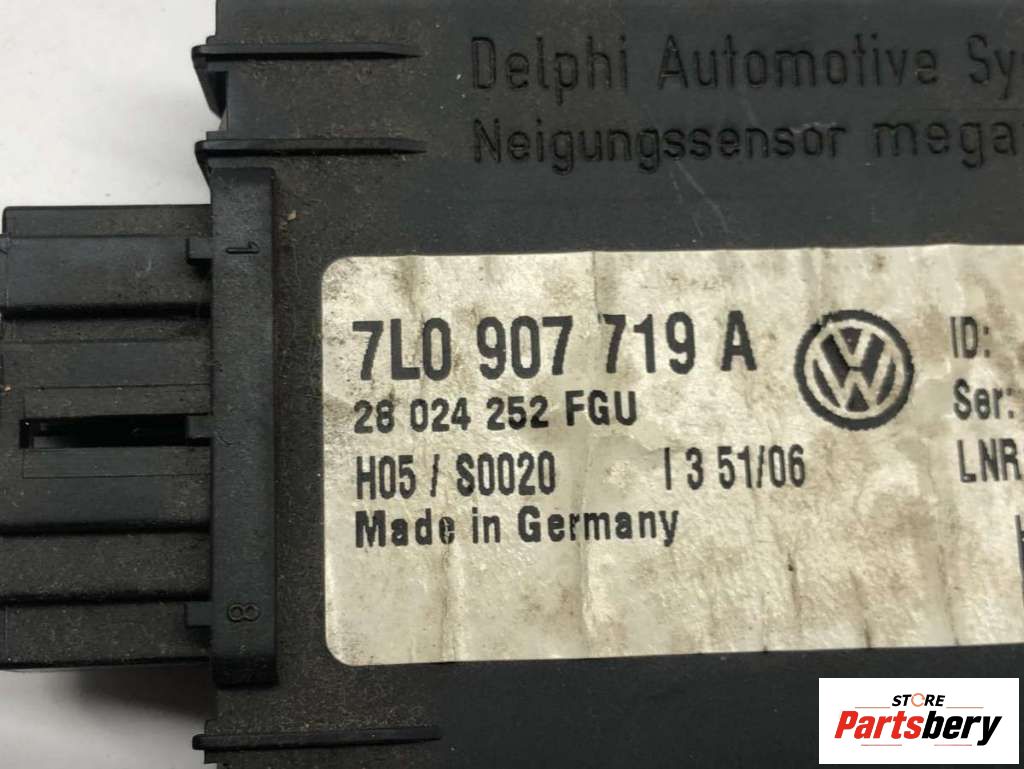 Delphi Automotive Sy
Neigungssensor mega
1
7L0 907 719 A
VW
ID:
28 024 252 FGU
Ser:
H05 / S0020 I 3 51/06
LNR
Made in Germany
8
STORE
Partsbery